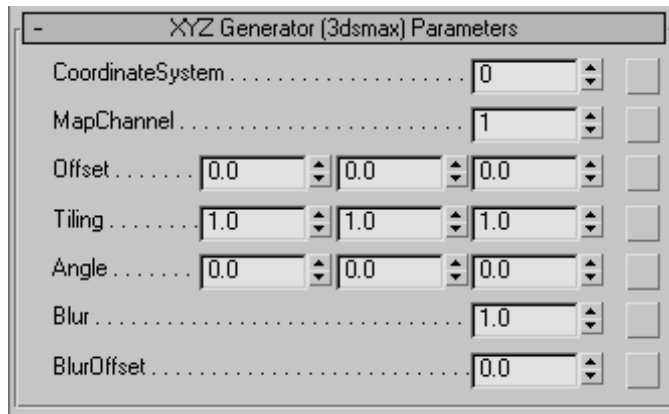 - XYZ Generator (3dsmax) Parameters
CoordinateSystem . . . . . . . . . . . . . . . . . . . . 0
MapChannel . . . . . . . . . . . . . . . . . . . . . . . . 1
Offset . . . . . . . 0.0 0.0 0.0
Tiling . . . . . . . . 1.0 1.0 1.0
Angle . . . . . . . 0.0 0.0 0.0
Blur . . . . . . . . . . . . . . . . . . . . . . . . . . . . . . . 1.0
BlurOffset . . . . . . . . . . . . . . . . . . . . . . . . . . 0.0